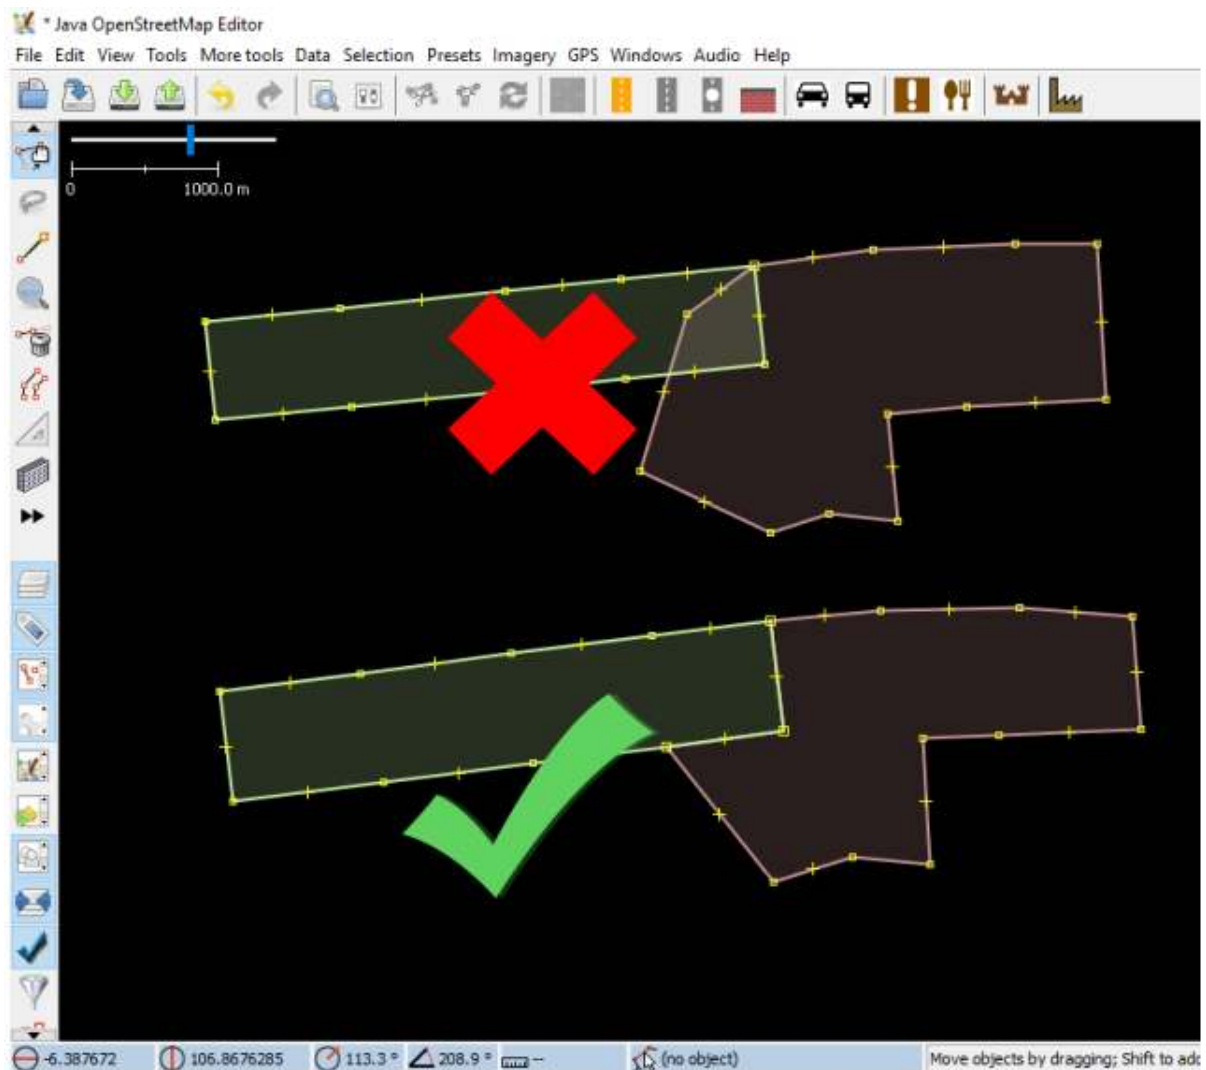 * Java OpenStreetMap Editor
File Edit View Tools More tools Data Selection Presets Imagery GPS Windows Audio Help
0 1000.0 m
-6.387672 106.8676285 113.3 ° 208.9 ° -- (no object) Move objects by dragging; Shift to add